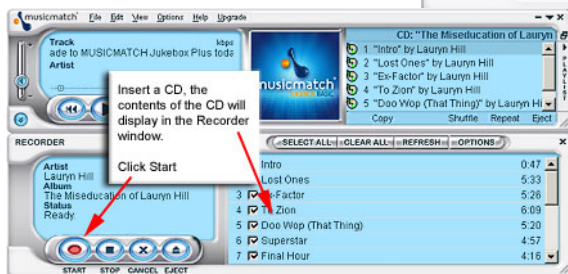 musicmatch File Edit View Options Help Upgrade
Track
kbps
ade to MUSICMATCH Jukebox Plus toda
Artist
musicmatch
CD: "The Miseducation of Lauryn
1 "Intro" by Lauryn Hill
2 "Lost Ones" by Lauryn Hill
3 "Ex-Factor" by Lauryn Hill
4 "To Zion" by Lauryn Hill
5 "Doo Wop (That Thing)" by Lauryn Hi
Copy Shuffle Repeat Eject
PLAYLIST
Insert a CD, the
contents of the CD will
display in the Recorder
window.
Click Start
RECORDER
SELECT ALL CLEAR ALL REFRESH OPTIONS
Artist
Lauryn Hill
Album
The Miseducation of Lauryn Hill
Status
Ready.
START STOP CANCEL EJECT
Intro 0:47
Lost Ones 5:33
3 Ex-Factor 5:26
4 To Zion 6:09
5 Doo Wop (That Thing) 5:20
6 Superstar 4:57
7 Final Hour 4:16